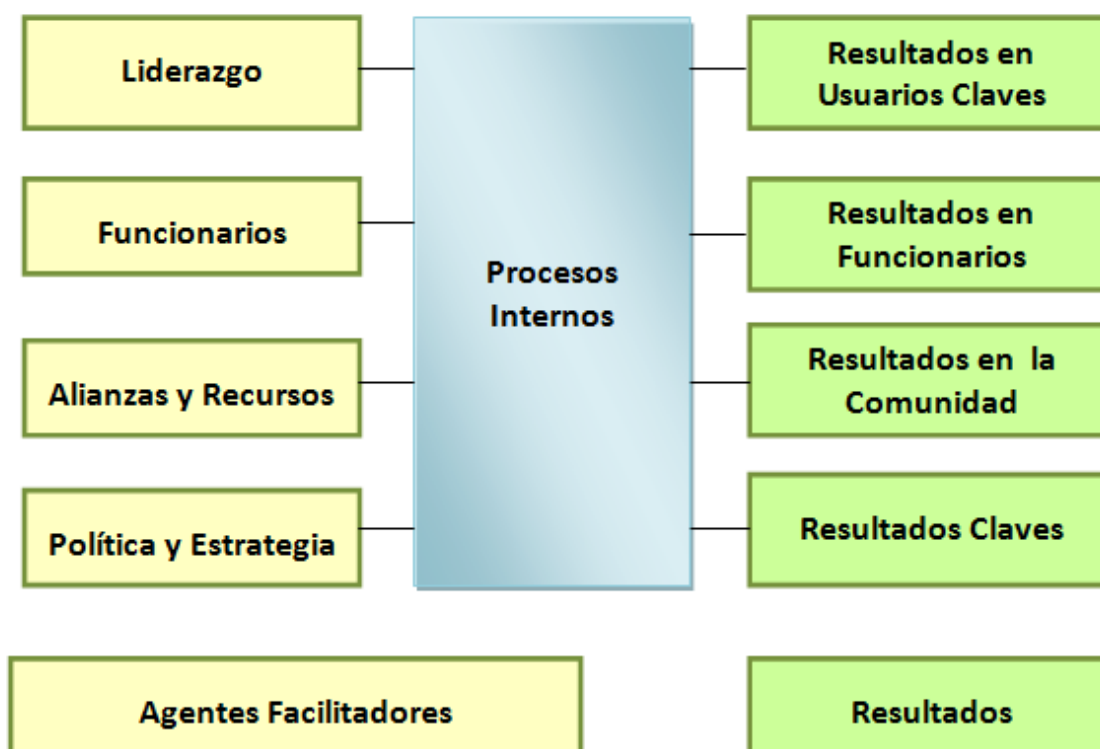 Liderazgo
Funcionarios
Alianzas y Recursos
Política y Estrategia
Procesos
Internos
Resultados en
Usuarios Claves
Resultados en
Funcionarios
Resultados en la
Comunidad
Resultados Claves
Agentes Facilitadores
Resultados